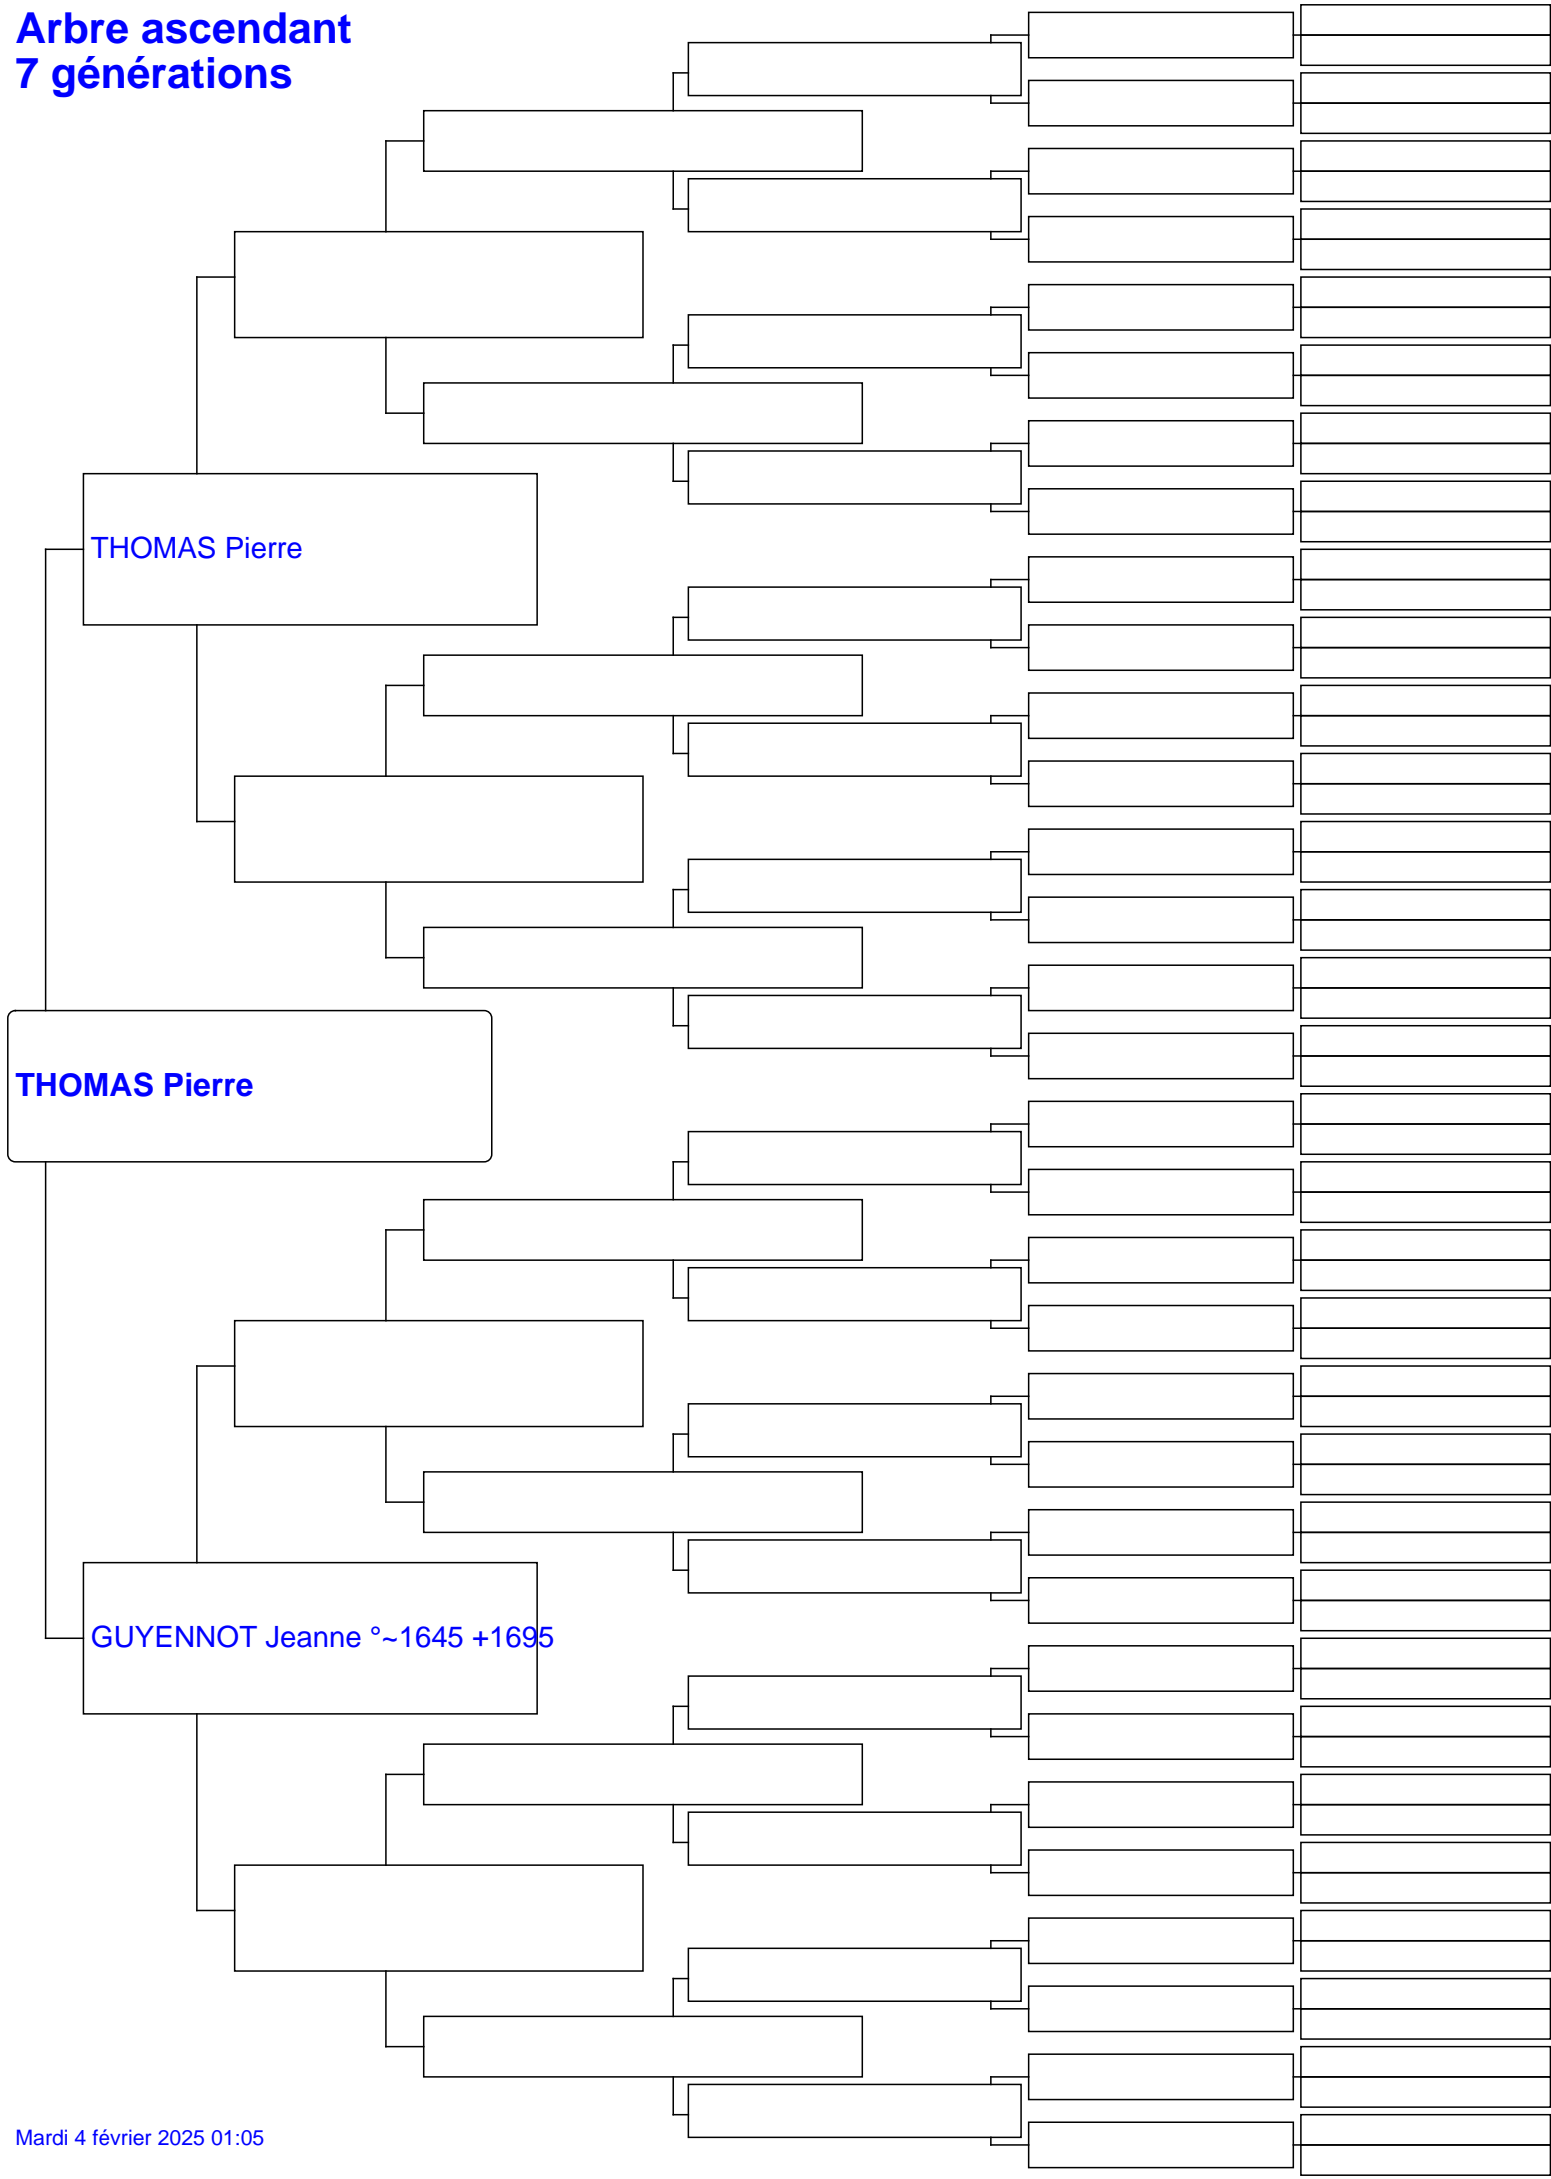 Arbre ascendant
7 générations
THOMAS Pierre
THOMAS Pierre
GUYENNOT Jeanne °~1645 +1695
Mardi 4 février 2025 01:05